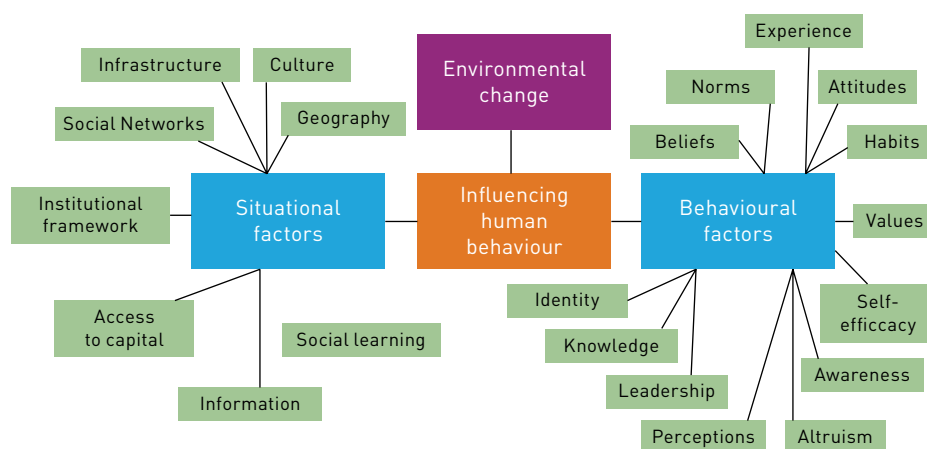 Experience
Infrastructure
Culture
Environmental
change
Norms
Attitudes
Social Networks
Geography
Beliefs
Habits
Institutional
framework
Situational
factors
Influencing
human
behaviour
Behavioural
factors
Values
Identity
Self-
efficcacy
Access
to capital
Social learning
Knowledge
Awareness
Leadership
Information
Perceptions
Altruism